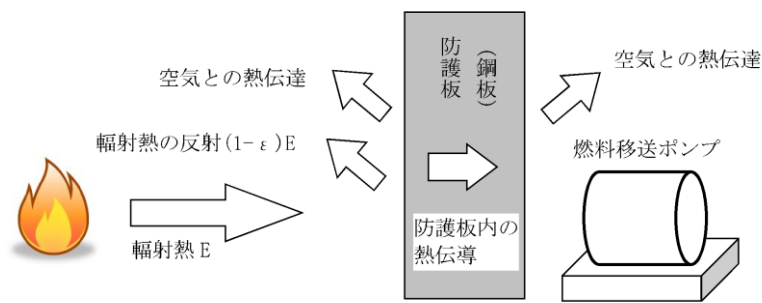 空気との熱伝達
輻射熱の反射(1-ε)E
輻射熱 E
防護板
(鋼板)
防護板内の
熱伝導
空気との熱伝達
燃料移送ポンプ